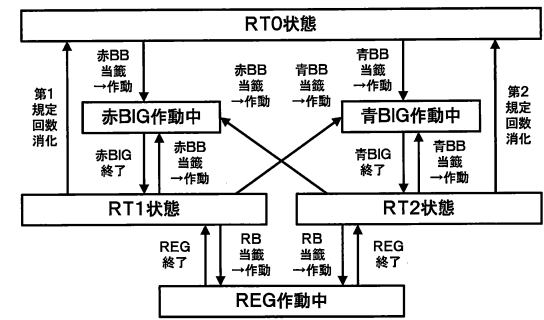 RT0状態
赤BB
当籤
→作動
赤BB
当籤
→作動
青BB
当籤
→作動
青BB
当籤
→作動
第1
規定
回数
消化
第2
規定
回数
消化
赤BIG作動中
青BIG作動中
赤BIG
終了
赤BB
当籤
→作動
青BIG
終了
青BB
当籤
→作動
RT1状態
RT2状態
REG
終了
RB
当籤
→作動
RB
当籤
→作動
REG
終了
REG作動中